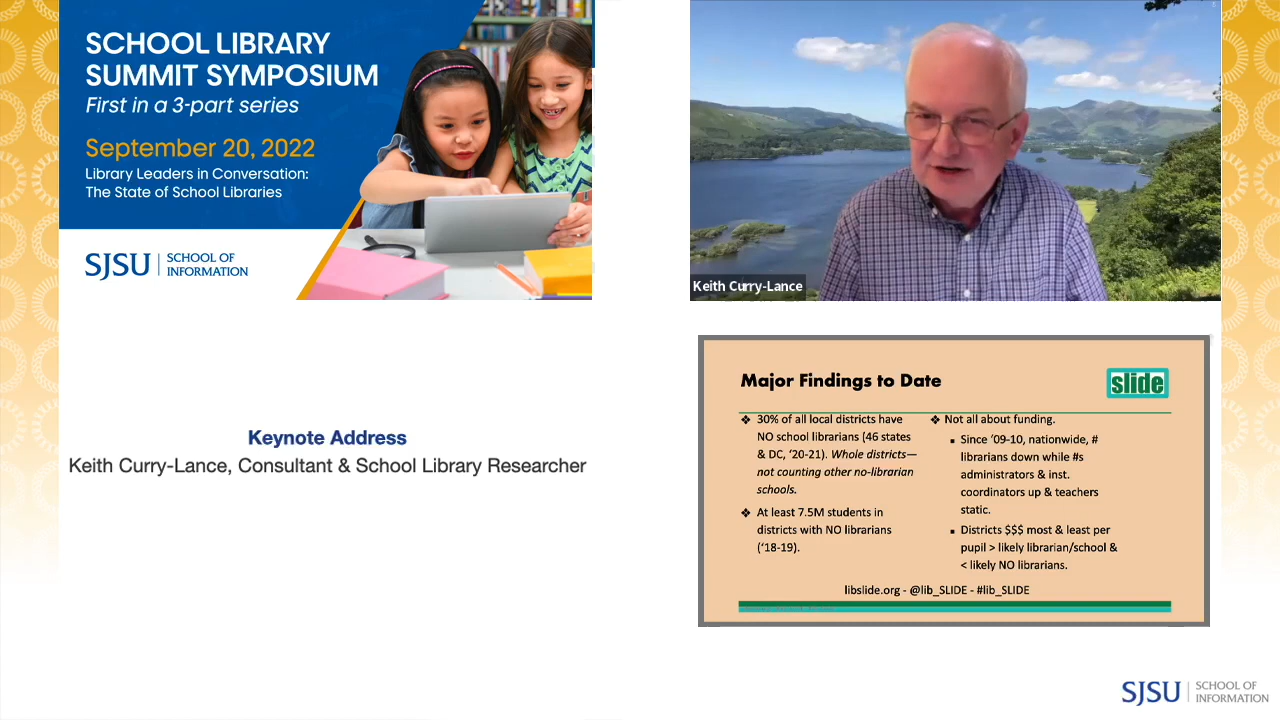 SCHOOL LIBRARY
SUMMIT SYMPOSIUM
First in a 3-part series
September 20, 2022
Library Leaders in Conversation:
The State of School Libraries
SJSU
SCHOOL OF
INFORMATION
Keith Curry-Lance
Keynote Address
Keith Curry-Lance, Consultant & School Library Researcher
Major Findings to Date
slide
❖ 30% of all local districts have
NO school librarians (46 states
& DC, ‘20-21). Whole districts—
not counting other no-librarian
schools.
❖ At least 7.5M students in
districts with NO librarians
(‘18-19).
❖ Not all about funding.
▪ Since ‘09-10, nationwide, #
librarians down while #s
administrators & inst.
coordinators up & teachers
static.
▪ Districts $$$ most & least per
pupil > likely librarian/school &
< likely NO librarians.
libslide.org - @lib_SLIDE - #lib_SLIDE
SJSU
SCHOOL OF
INFORMATION